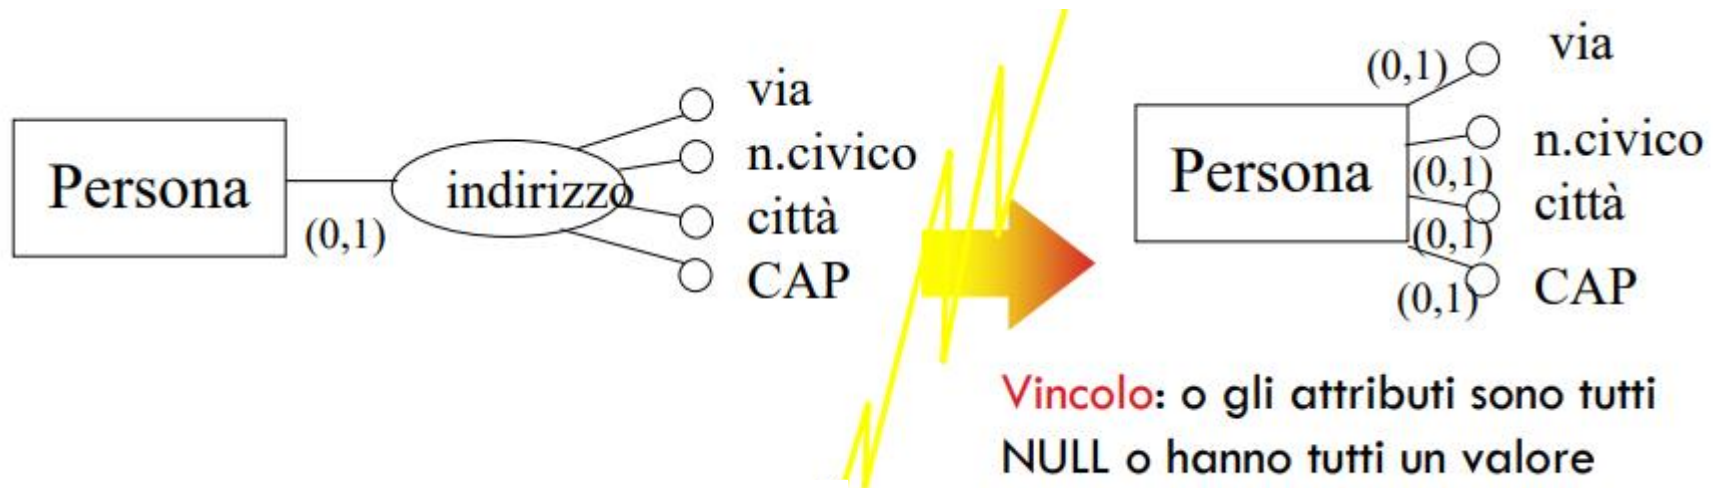 Persona
(0,1)
indirizzo
via
n.civico
città
CAP
Persona
(0,1)
via
(0,1)
n.civico
(0,1)
città
(0,1)
CAP
Vincolo: o gli attributi sono tutti
NULL o hanno tutti un valore